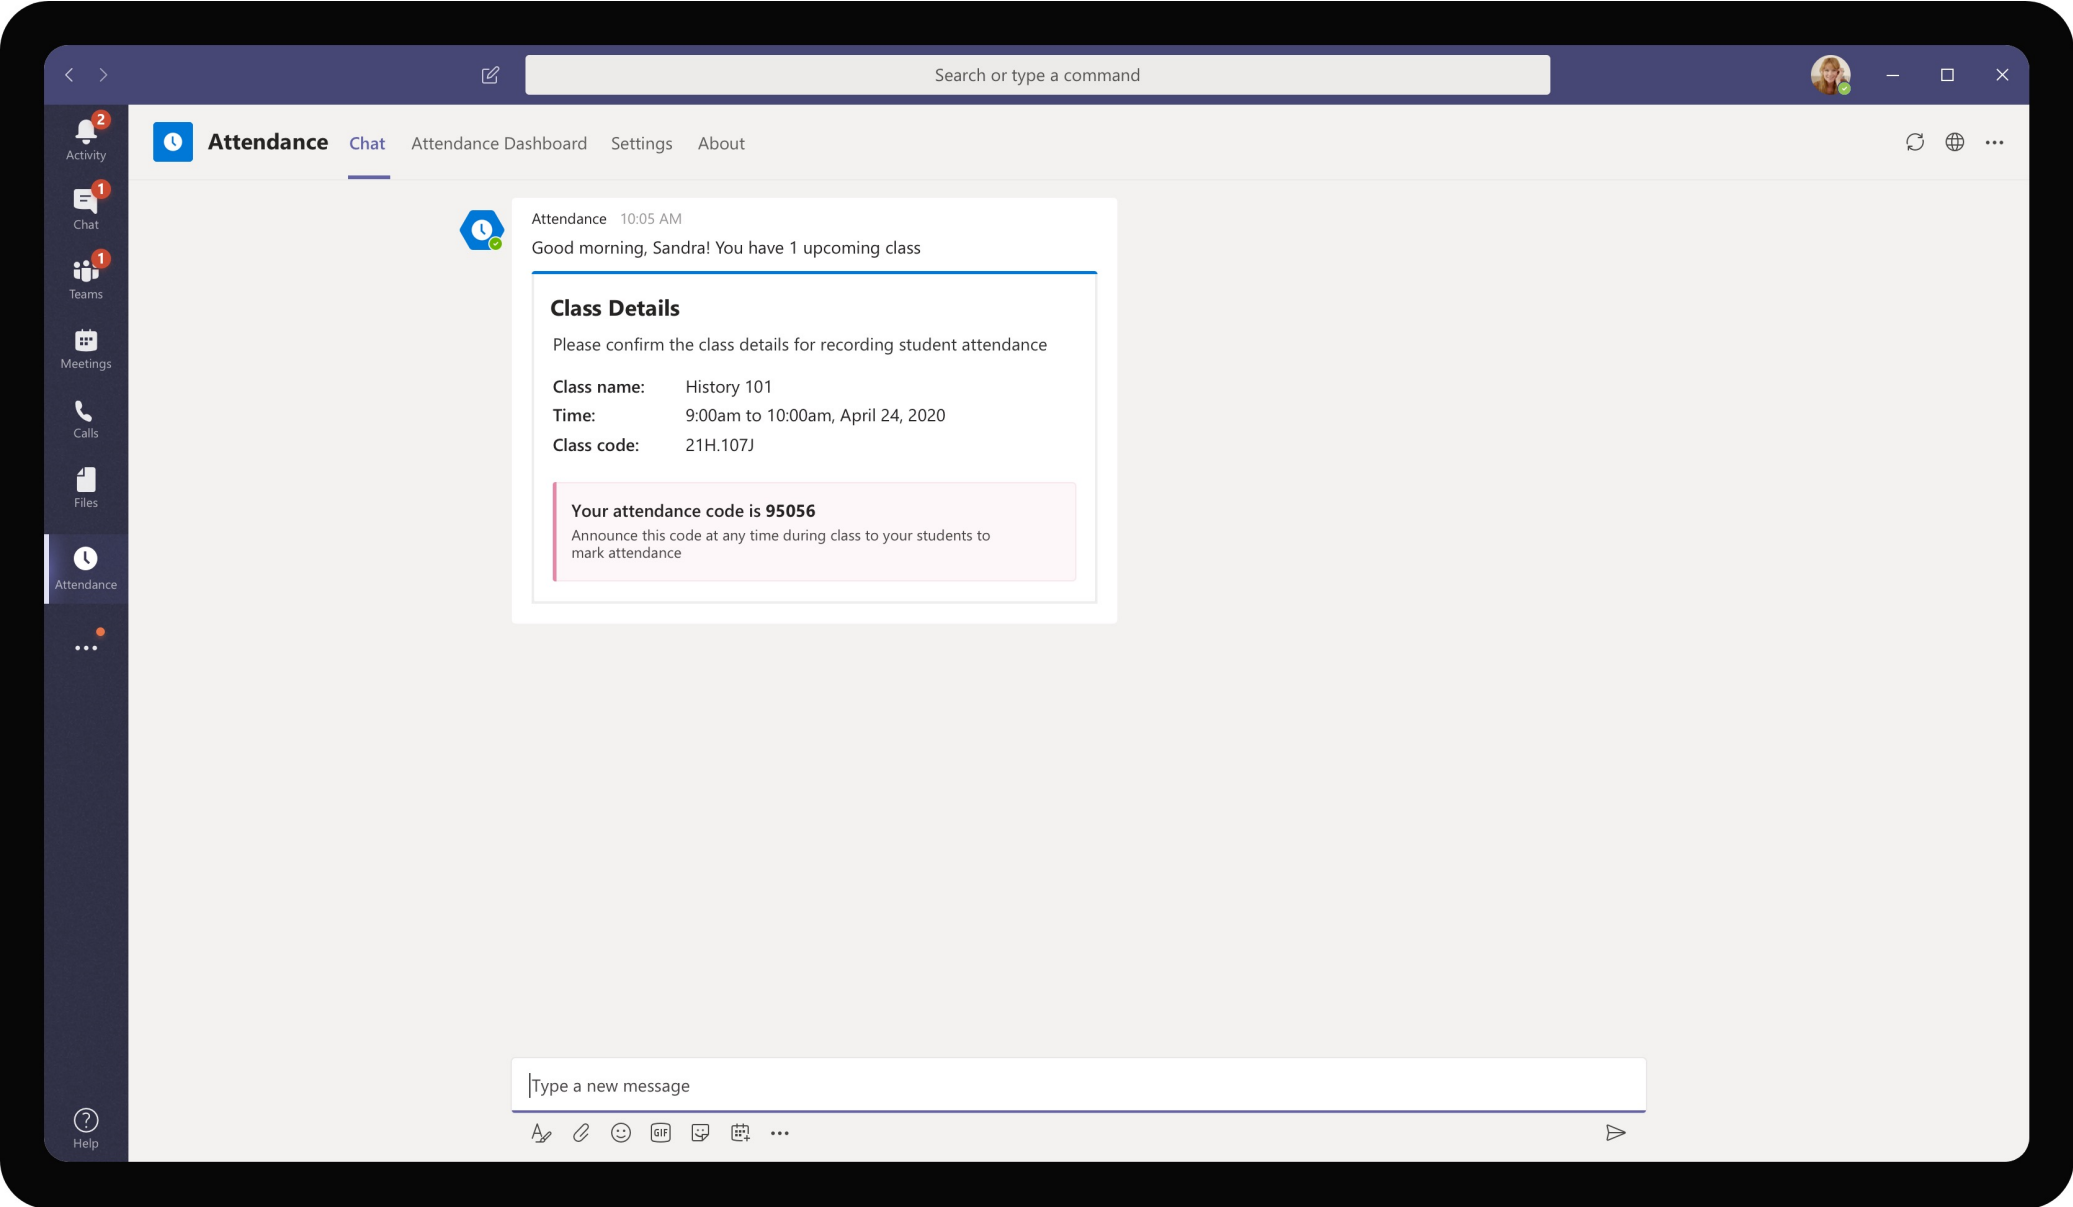 Search or type a command
2
Activity
1
Chat
1
Teams
Meetings
Calls
Files
Attendance
Help
Attendance Chat Attendance Dashboard Settings About
Attendance 10:05 AM
Good morning, Sandra! You have 1 upcoming class
Class Details
Please confirm the class details for recording student attendance
Class name: History 101
Time: 9:00am to 10:00am, April 24, 2020
Class code: 21H.107J
Your attendance code is 95056
Announce this code at any time during class to your students to
mark attendance
Type a new message
GIF